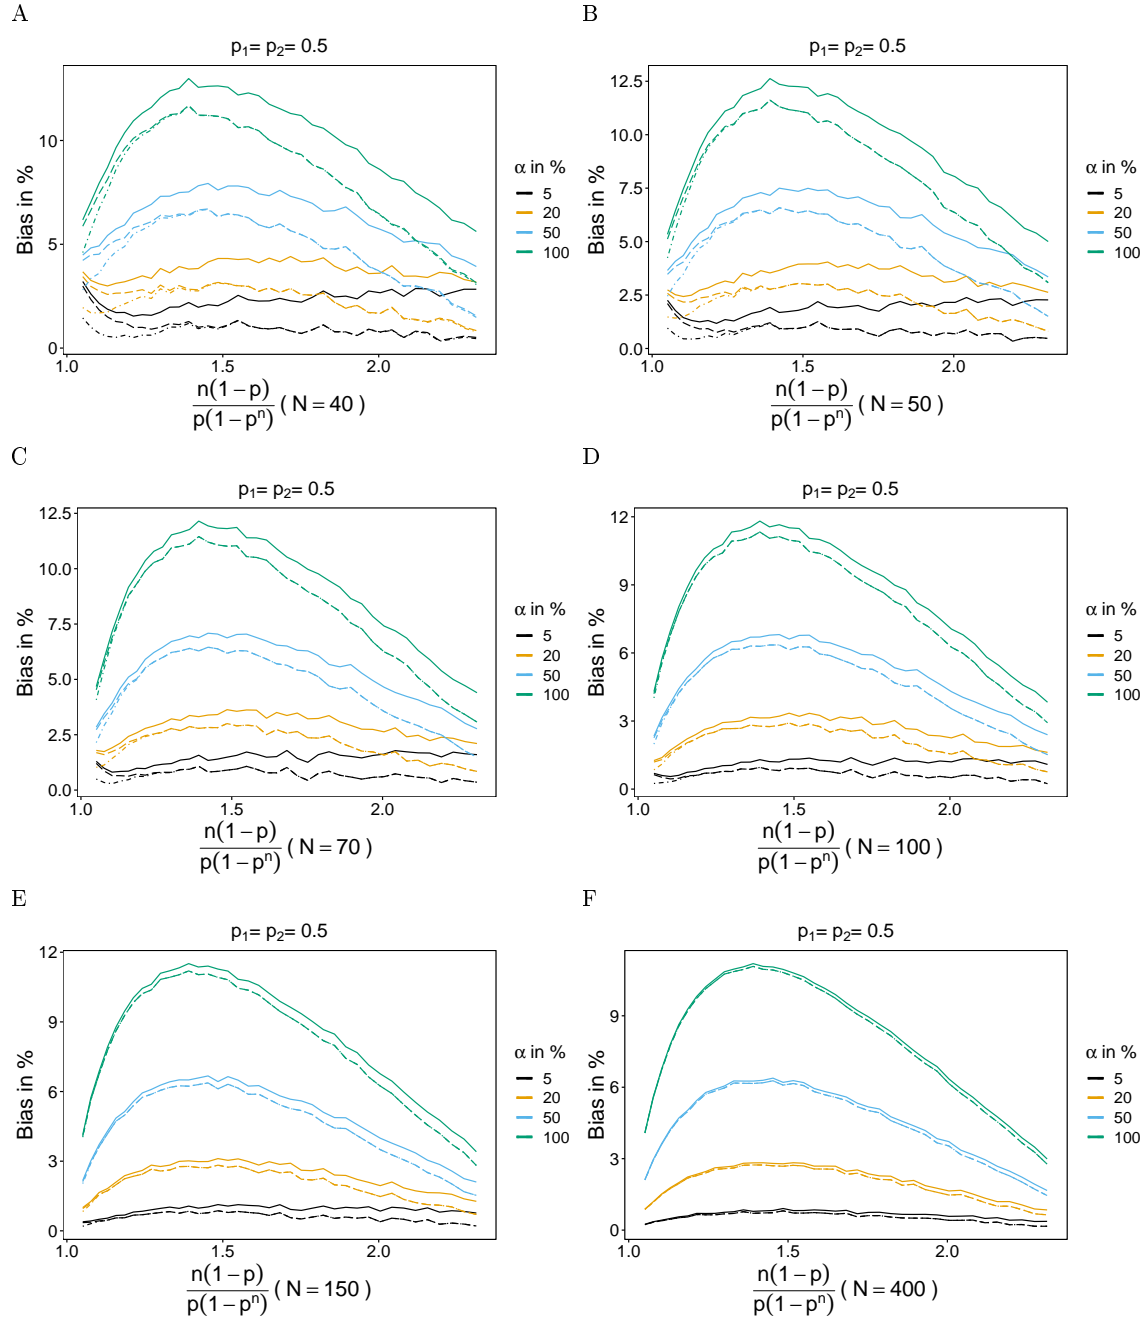 A
p1= p2= 0.5
Bias in %
10
5
0
1.0 1.5 2.0
n(1−p)
p(1−pⁿ) ( N = 40 )
α in %
5
20
50
100
B
p1= p2= 0.5
Bias in %
12.5
10.0
7.5
5.0
2.5
0.0
1.0 1.5 2.0
n(1−p)
p(1−pⁿ) ( N = 50 )
α in %
5
20
50
100
C
p1= p2= 0.5
Bias in %
12.5
10.0
7.5
5.0
2.5
0.0
1.0 1.5 2.0
n(1−p)
p(1−pⁿ) ( N = 70 )
α in %
5
20
50
100
D
p1= p2= 0.5
Bias in %
12
9
6
3
0
1.0 1.5 2.0
n(1−p)
p(1−pⁿ) ( N = 100 )
α in %
5
20
50
100
E
p1= p2= 0.5
Bias in %
12
9
6
3
0
1.0 1.5 2.0
n(1−p)
p(1−pⁿ) ( N = 150 )
α in %
5
20
50
100
F
p1= p2= 0.5
Bias in %
9
6
3
0
1.0 1.5 2.0
n(1−p)
p(1−pⁿ) ( N = 400 )
α in %
5
20
50
100